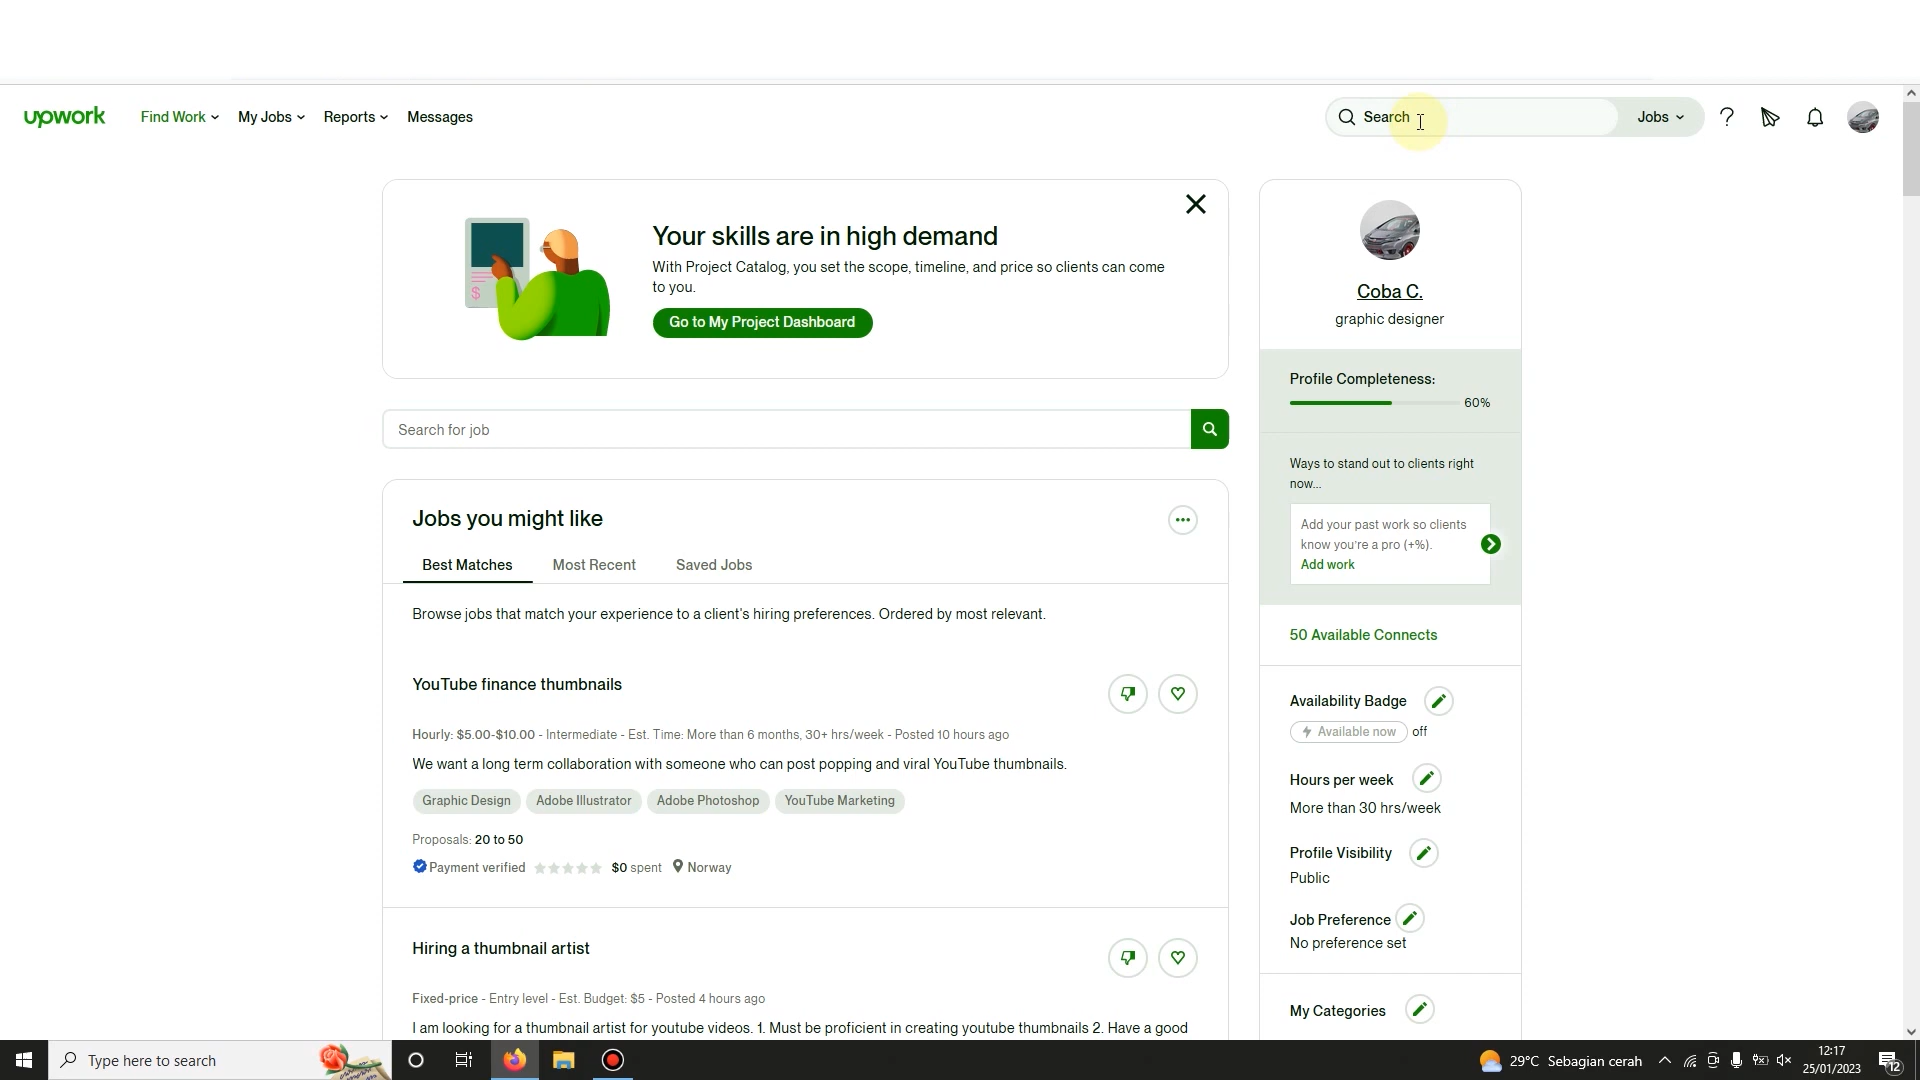 upwork
Find Work
My Jobs
Reports
Messages
Search
Jobs
Your skills are in high demand
With Project Catalog, you set the scope, timeline, and price so clients can come
to you.
$
Go to My Project Dashboard
Search for job
Jobs you might like
Best Matches
Most Recent
Saved Jobs
Browse jobs that match your experience to a client's hiring preferences. Ordered by most relevant.
YouTube finance thumbnails
Hourly: $5.00-$10.00 - Intermediate - Est. Time: More than 6 months, 30+ hrs/week - Posted 10 hours ago
We want a long term collaboration with someone who can post popping and viral YouTube thumbnails.
Graphic Design
Adobe Illustrator
Adobe Photoshop
YouTube Marketing
Proposals: 20 to 50
Payment verified
$0 spent
Norway
Hiring a thumbnail artist
Fixed-price - Entry level - Est. Budget: $5 - Posted 4 hours ago
I am looking for a thumbnail artist for youtube videos. 1. Must be proficient in creating youtube thumbnails 2. Have a good
Coba C.
graphic designer
Profile Completeness:
60%
Ways to stand out to clients right
now...
Add your past work so clients
know you're a pro (+%).
Add work
50 Available Connects
Availability Badge
Available now
off
Hours per week
More than 30 hrs/week
Profile Visibility
Public
Job Preference
No preference set
My Categories
Type here to search
29°C Sebagian cerah
12:17
25/01/2023
12